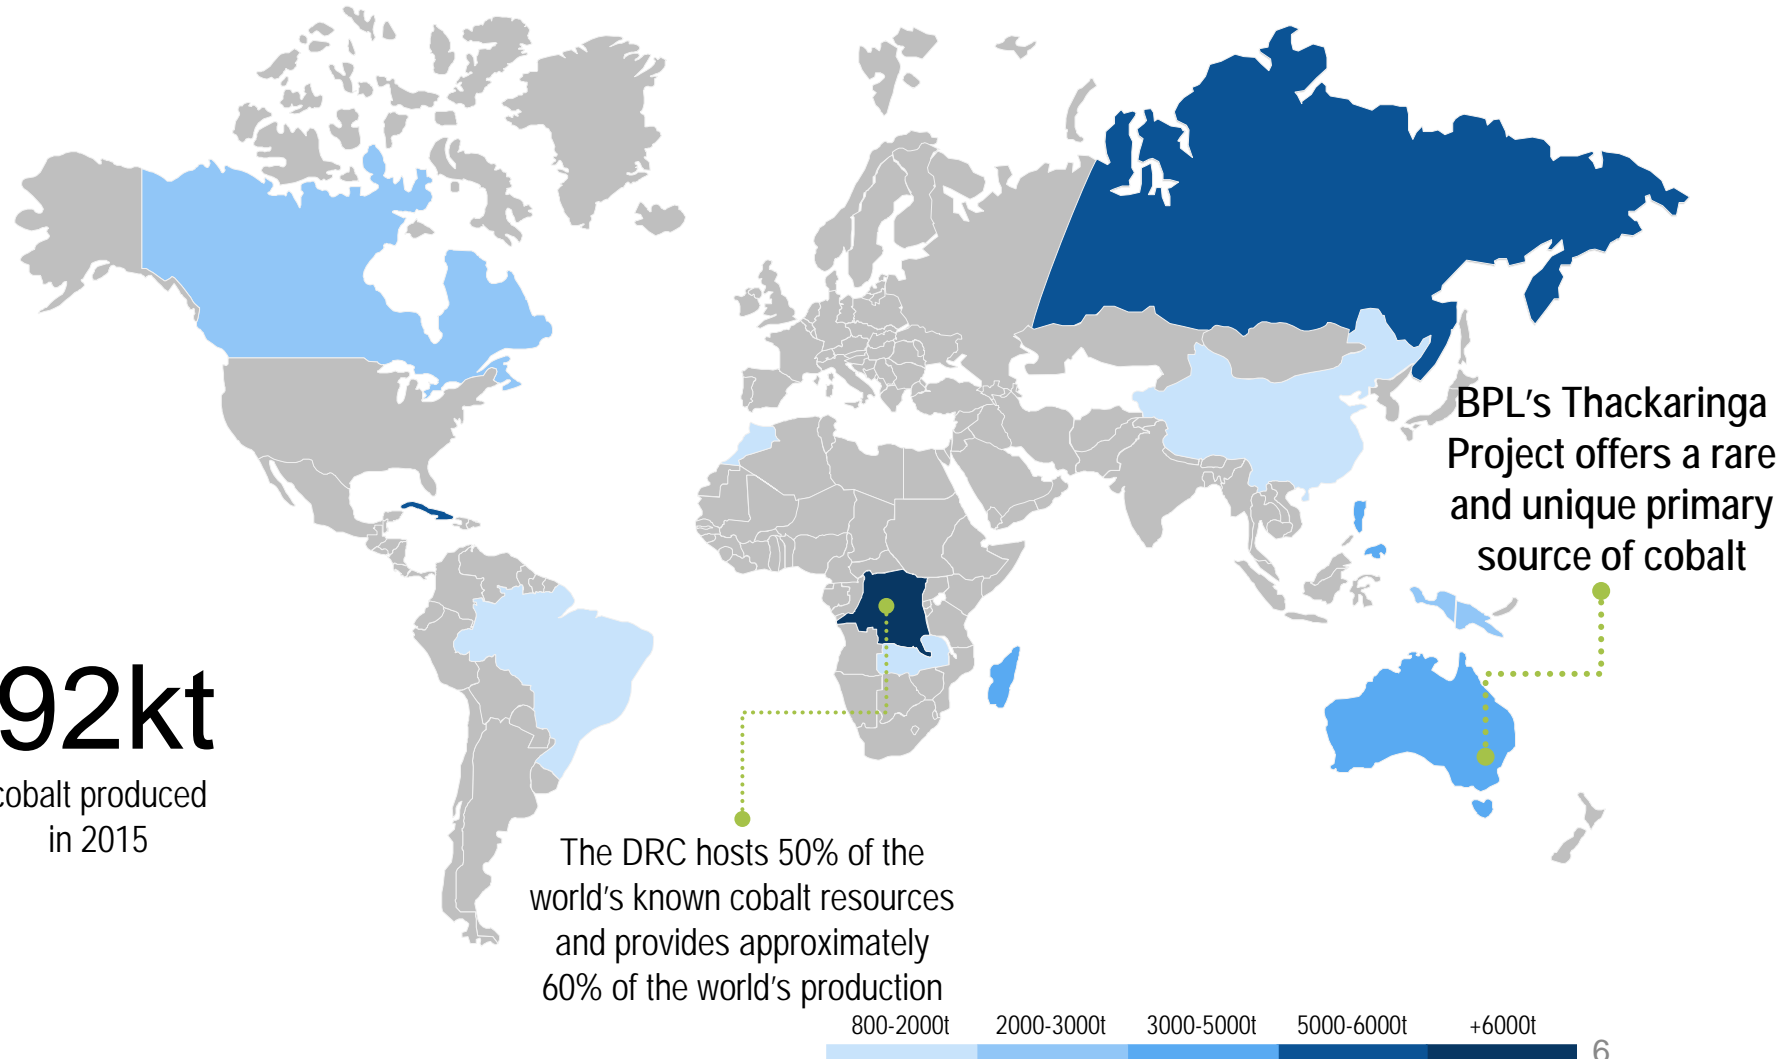 BPL's Thackaringa
Project offers a rare
and unique primary
source of cobalt
92kt
cobalt produced
in 2015
The DRC hosts 50% of the
world's known cobalt resources
and provides approximately
60% of the world's production
800-2000t 2000-3000t 3000-5000t 5000-6000t +6000t
6